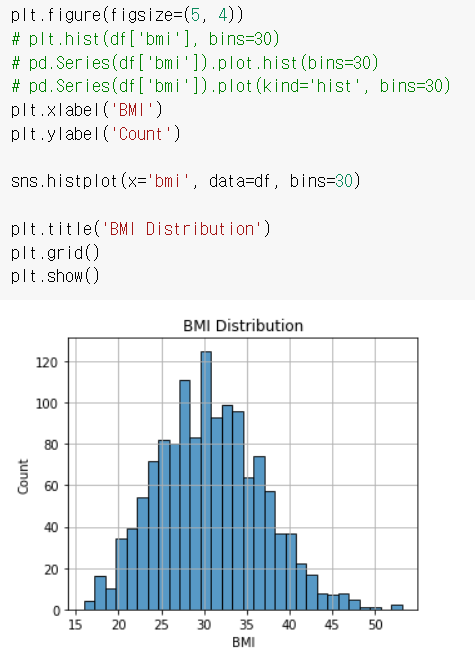 plt.figure(figsize=(5, 4))
# plt.hist(df['bmi'], bins=30)
# pd.Series(df['bmi']).plot.hist(bins=30)
# pd.Series(df['bmi']).plot(kind='hist', bins=30)
plt.xlabel('BMI')
plt.ylabel('Count')
sns.histplot(x='bmi', data=df, bins=30)
plt.title('BMI Distribution')
plt.grid()
plt.show()
BMI Distribution
120
100
80
60
40
20
0
Count
15 20 25 30 35 40 45 50
BMI